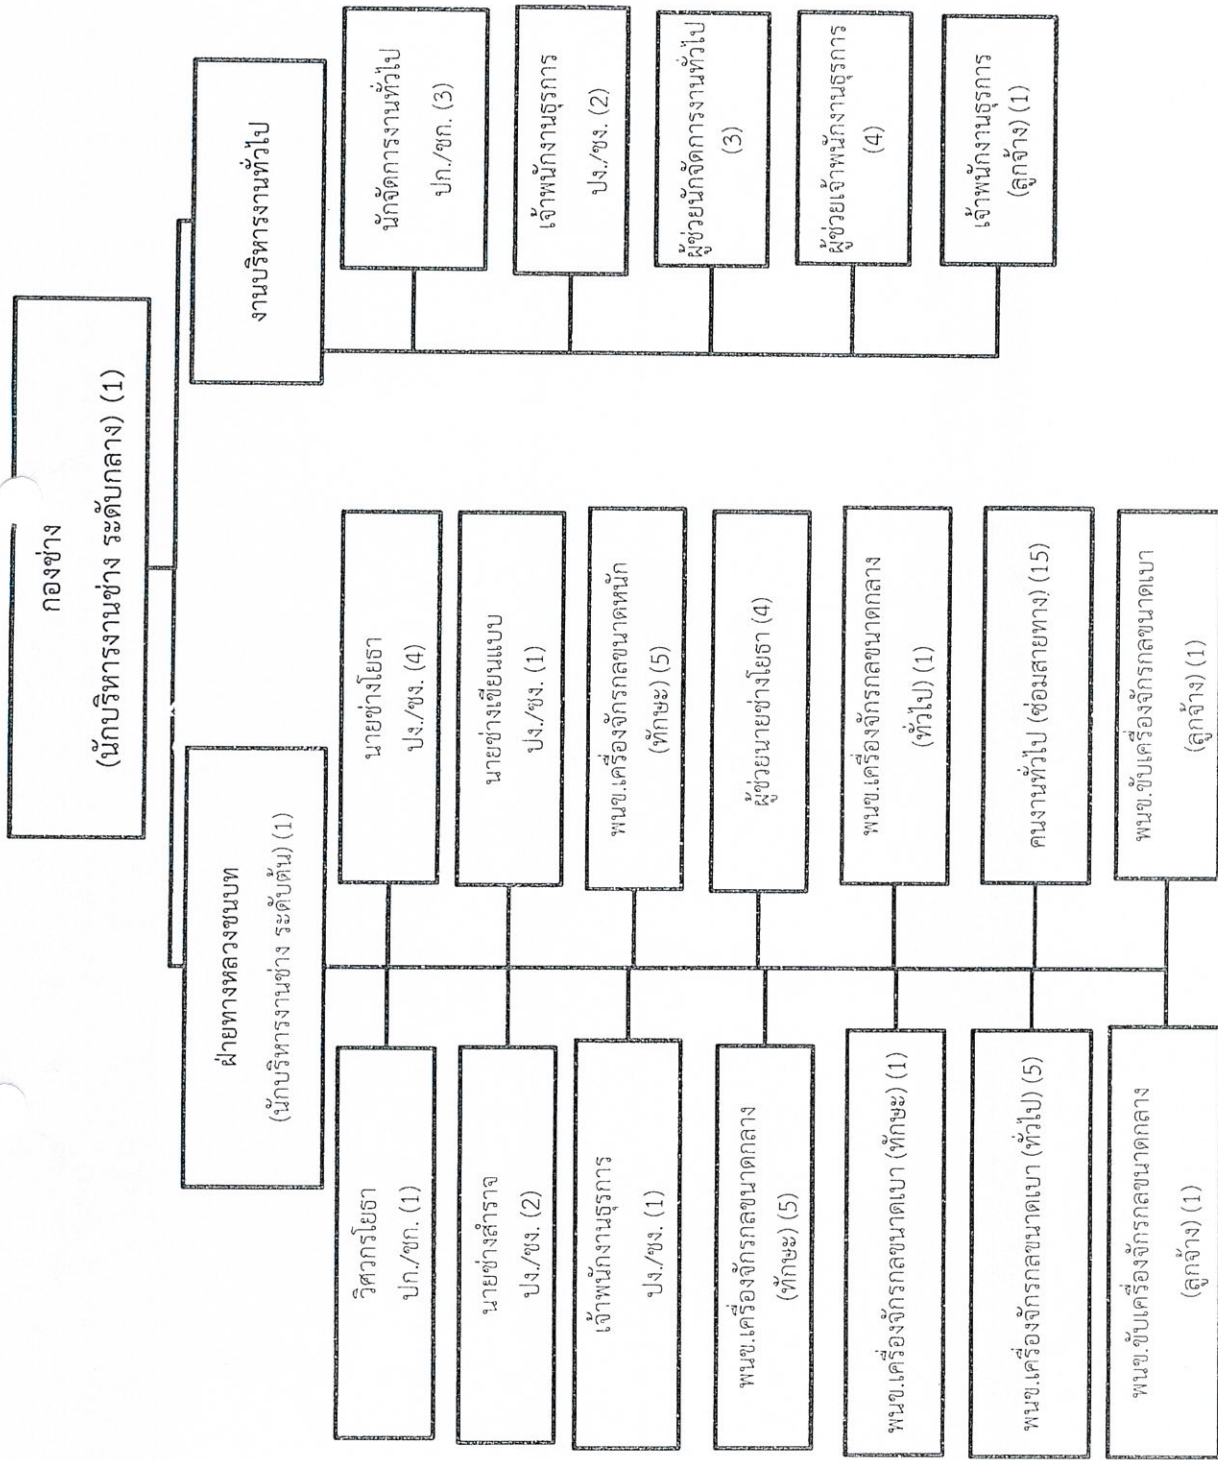 กองช่าง
(นักบริหารงานช่าง ระดับกลาง) (1)
ฝ่ายทางหลวงชนบท
(นักบริหารงานช่าง ระดับต้น) (1)
งานบริหารงานทั่วไป
วิศวกรโยธา
ปก./ชก. (1)
นายช่างโยธา
ปง./ชง. (4)
นักจัดการงานทั่วไป
ปก./ชก. (3)
นายช่างสำรวจ
ปง./ชง. (2)
นายช่างเขียนแบบ
ปง./ชง. (1)
เจ้าพนักงานธุรการ
ปง./ชง. (2)
เจ้าพนักงานธุรการ
ปง./ชง. (1)
พนข.เครื่องจักรกลขนาดหนัก
(ทักษะ) (5)
ผู้ช่วยนักจัดการงานทั่วไป
(3)
พนข.เครื่องจักรกลขนาดกลาง
(ทักษะ) (5)
ผู้ช่วยนายช่างโยธา (4)
ผู้ช่วยเจ้าพนักงานธุรการ
(4)
พนข.เครื่องจักรกลขนาดเบา (ทักษะ) (1)
พนข.เครื่องจักรกลขนาดกลาง
(ทั่วไป) (1)
เจ้าพนักงานธุรการ
(ลูกจ้าง) (1)
พนข.เครื่องจักรกลขนาดเบา (ทั่วไป) (5)
คนงานทั่วไป (ซ่อมสายทาง) (15)
พนข.ขับเครื่องจักรกลขนาดกลาง
(ลูกจ้าง) (1)
พนข.ขับเครื่องจักรกลขนาดเบา
(ลูกจ้าง) (1)